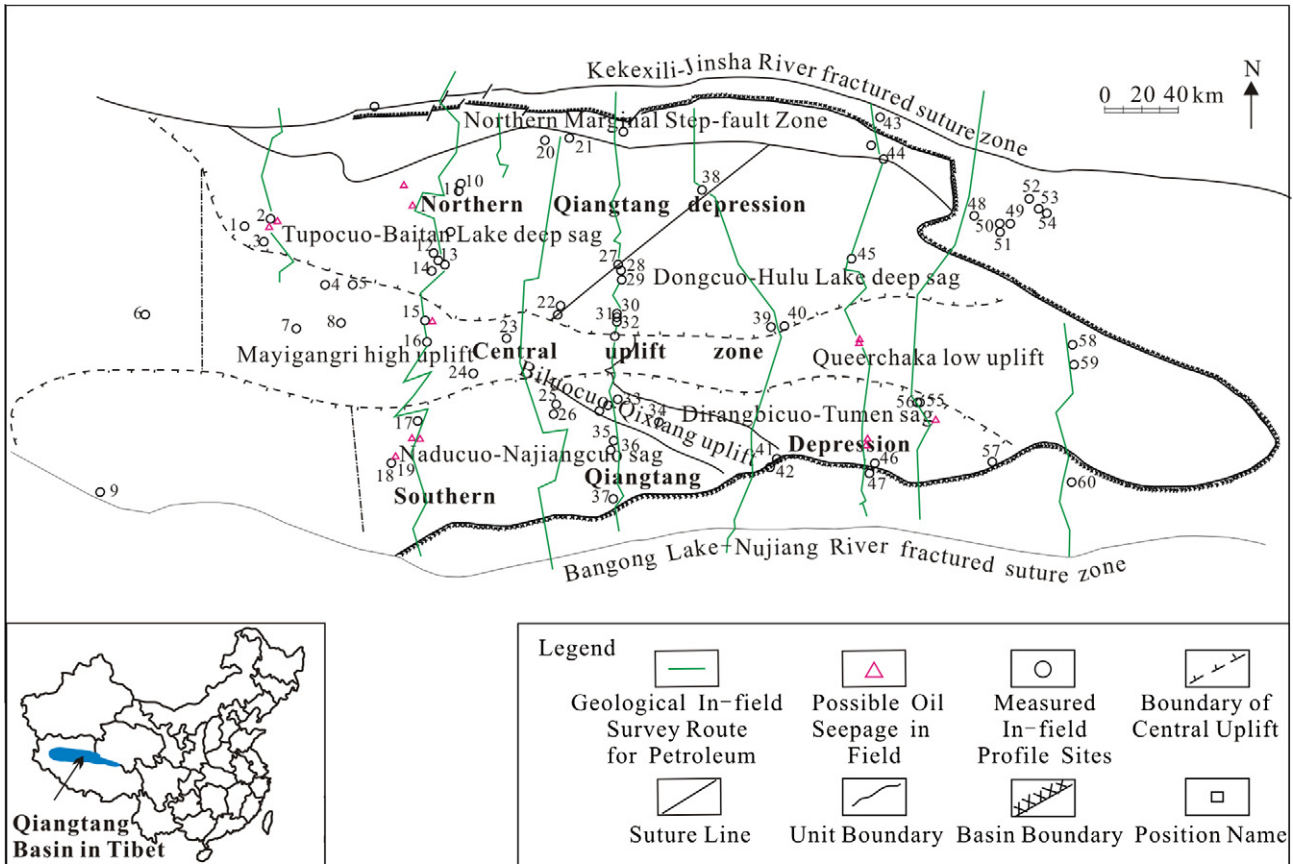 Kekexili-Jinsha River fractured suture zone
N
0 20 40 km
Northern Marginal Step-fault Zone
43
20
21
44
10
1
38
52
53
54
Northern Qiangtang depression
1
2
48
49
50
51
3
Tupocuo-Baitan Lake deep sag
12
13
14
27
28
29
45
Dongcuo-Hulu Lake deep sag
4
5
6
7
8
15
22
30
31
32
39
40
16
23
58
Mayigangri high uplift
Central uplift zone
Queerchaka low uplift
59
24
Biluocuo-Qixiang uplift
25
26
33
34
56
55
Dirangbicuo-Tumen sag
17
35
36
Depression
41
42
46
47
57
18
19
Naducuo-Najiangcuo sag
Qiangtang
60
9
Southern
37
Bangong Lake-Nujiang River fractured suture zone
Qiangtang
Basin in Tibet
Legend
Geological In-field
Survey Route
for Petroleum
Possible Oil
Seepage in
Field
Measured
In-field
Profile Sites
Boundary of
Central Uplift
Suture Line
Unit Boundary
Basin Boundary
Position Name